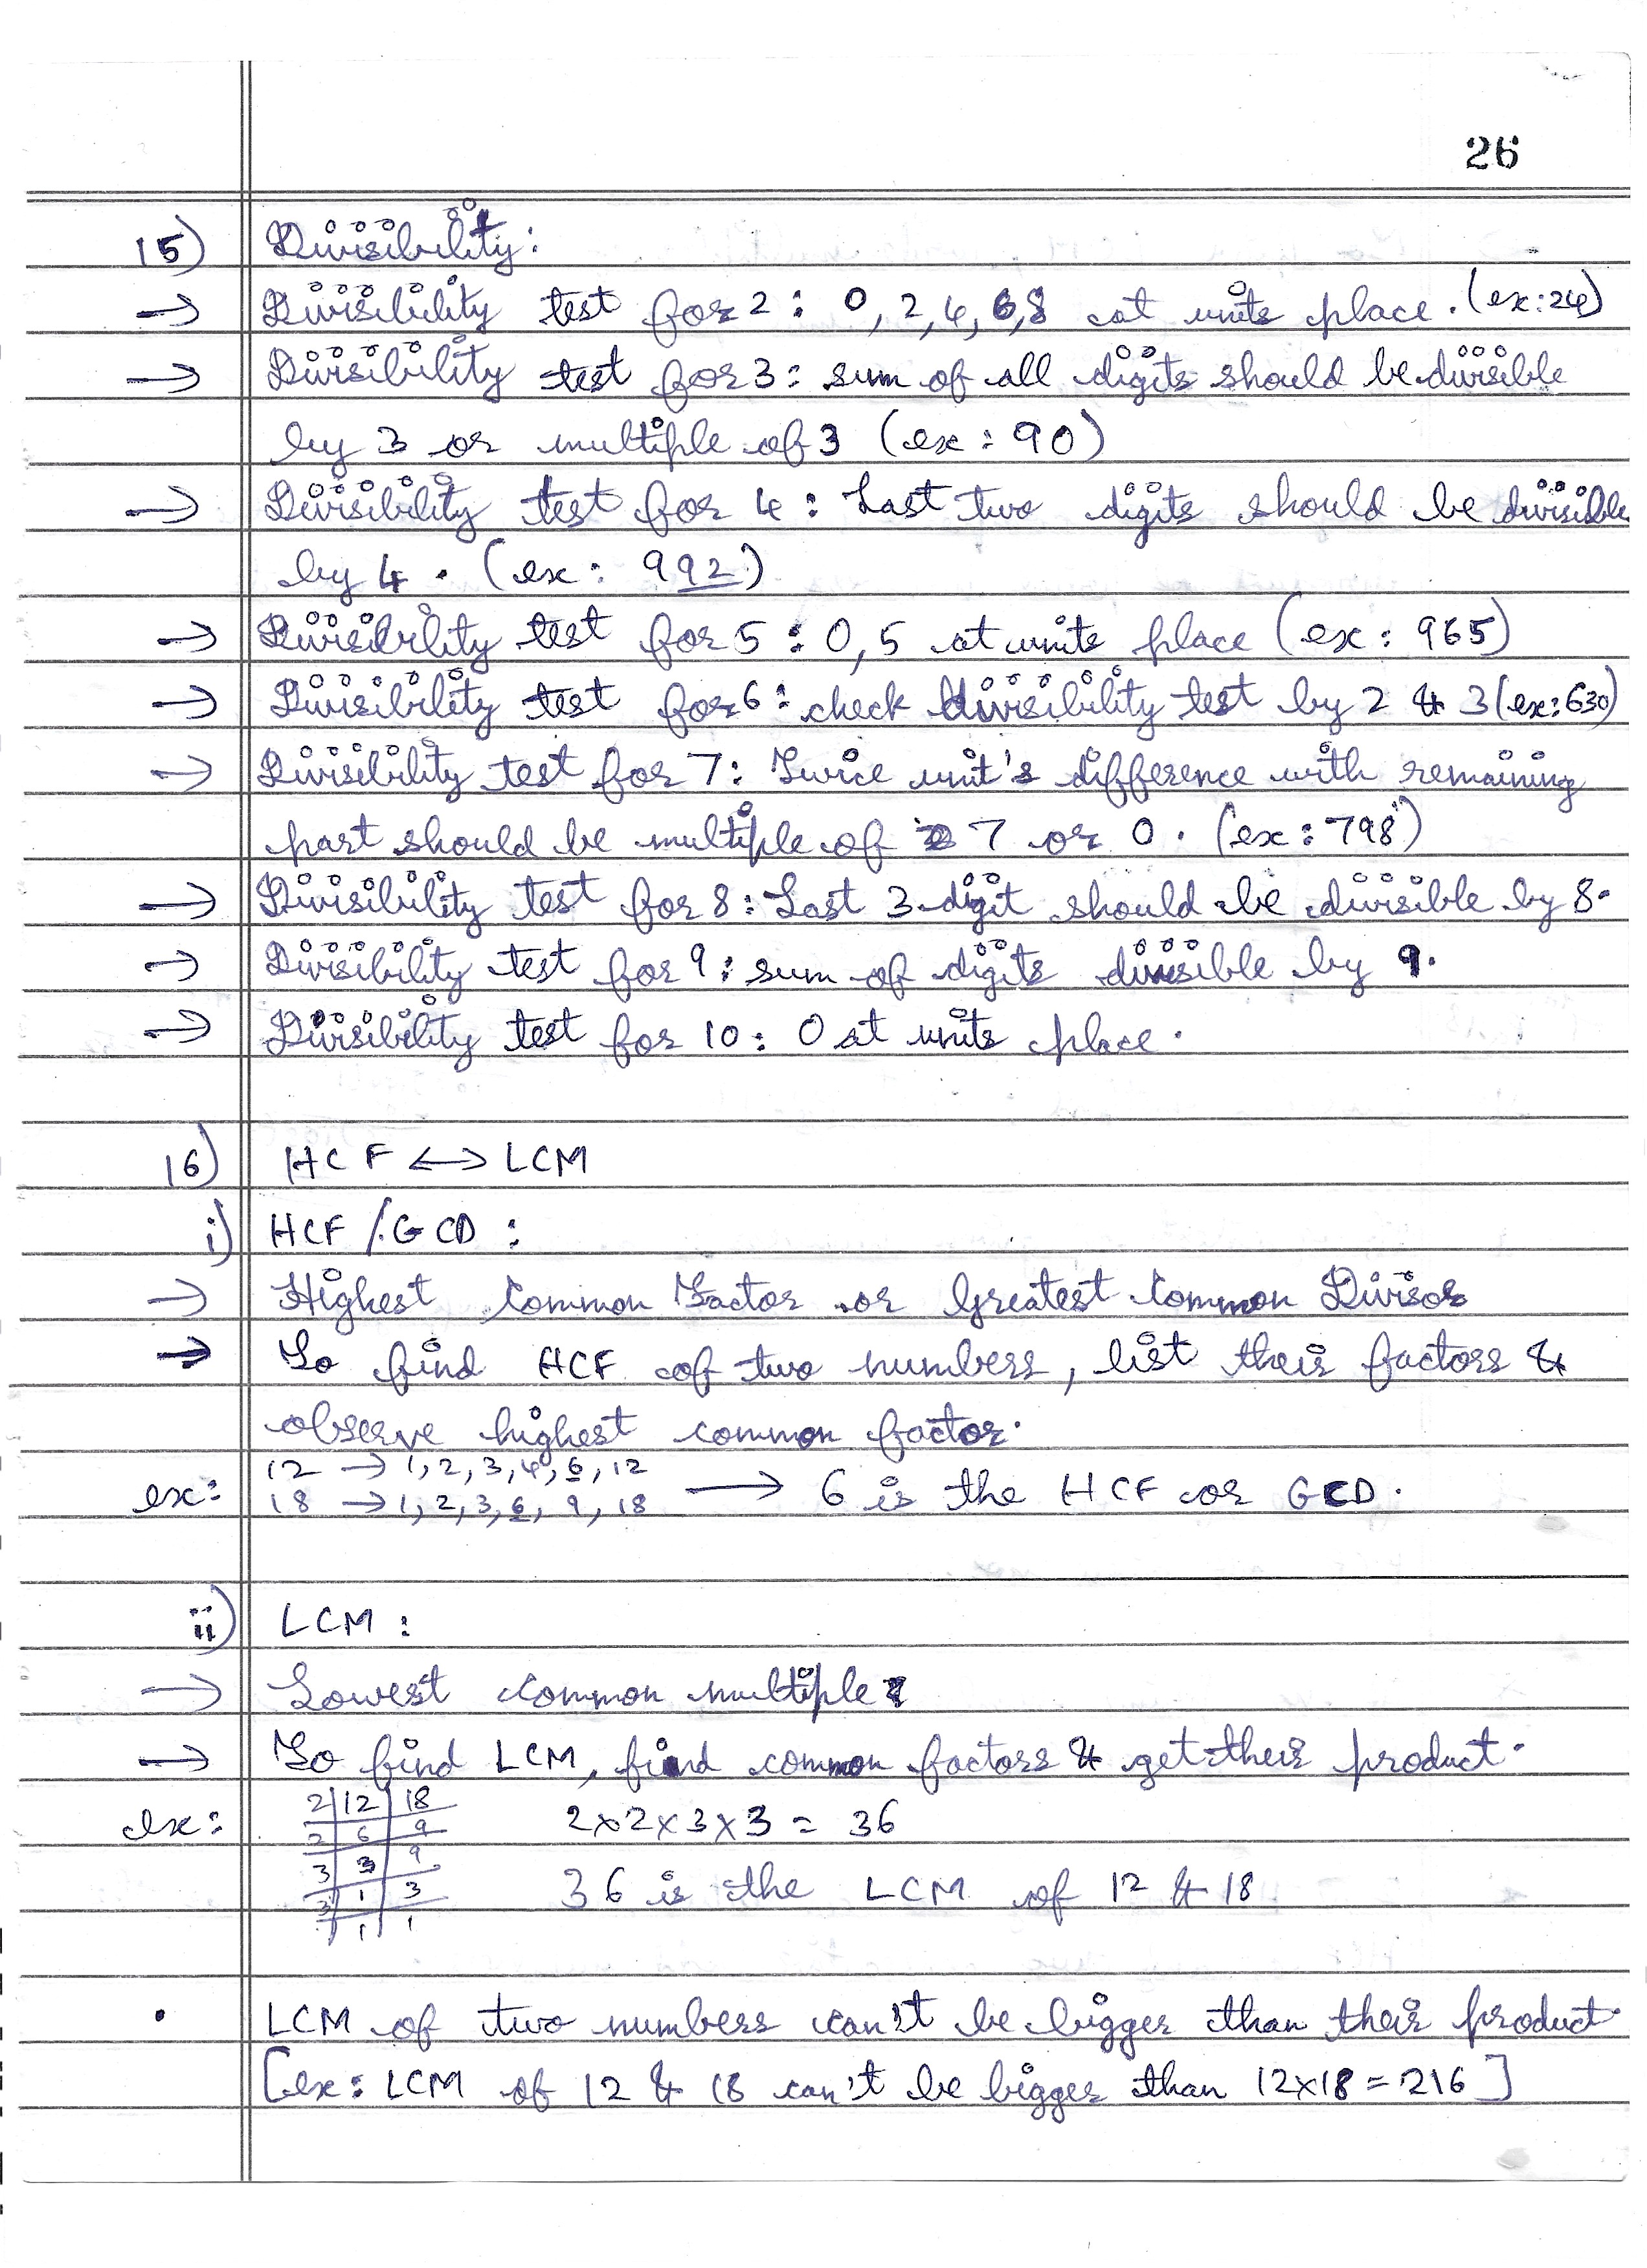 26
15) Divisibility:
→ Divisibility test for 2 : 0, 2, 4, 6, 8 at units place. (ex: 24)
→ Divisibility test for 3 : sum of all digits should be divisible
by 3 or multiple of 3 (ex : 90)
→ Divisibility test for 4 : Last two digits should be divisible
by 4. (ex : 992)
→ Divisibility test for 5 : 0, 5 at units place (ex : 965)
→ Divisibility test for 6 : check divisibility test by 2 & 3 (ex: 630)
→ Divisibility test for 7 : Twice unit's difference with remaining
part should be multiple of 7 or 0. (ex : 798)
→ Divisibility test for 8 : Last 3 digit should be divisible by 8.
→ Divisibility test for 9 : sum of digits divisible by 9.
→ Divisibility test for 10 : 0 at units place.
16) HCF ↔ LCM
i) HCF / GCD :
→ Highest Common Factor or Greatest Common Divisor
→ To find HCF of two numbers, list their factors &
observe highest common factor.
12 → 1, 2, 3, 4, 6, 12
ex: 18 → 1, 2, 3, 6, 9, 18 → 6 is the HCF or GCD.
ii) LCM :
→ Lowest common multiple
→ To find LCM, find common factors & get their product.
2 | 12 | 18
ex: 2 | 6 | 9 2×2×3×3 = 36
3 | 3 | 9
3 | 1 | 3 36 is the LCM of 12 & 18
1 | 1
• LCM of two numbers can't be bigger than their product.
[ex : LCM of 12 & 18 can't be bigger than 12×18 = 216]